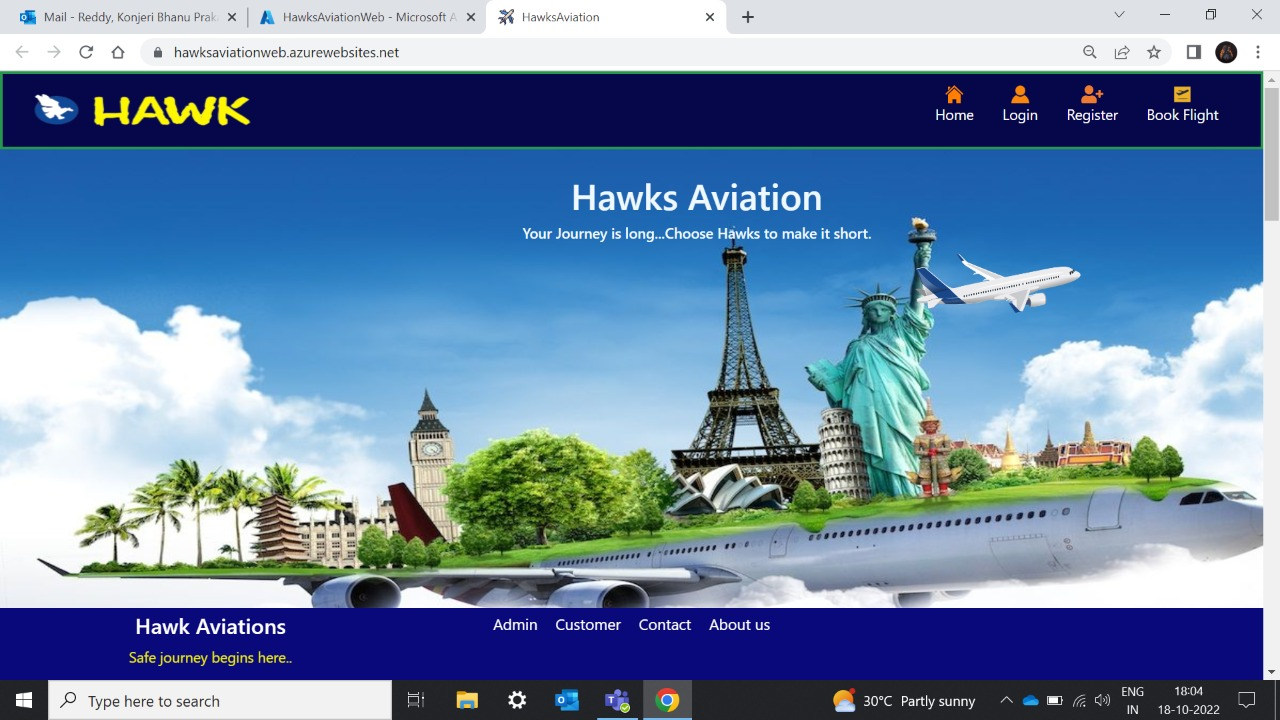 Mail - Reddy, Konjeri Bhanu Prak
HawksAviationWeb - Microsoft A
HawksAviation
hawksaviationweb.azurewebsites.net
HAWK
Home Login Register Book Flight
Hawks Aviation
Your Journey is long...Choose Hawks to make it short.
Hawk Aviations
Safe journey begins here..
Admin Customer Contact About us
Type here to search
30°C Partly sunny
ENG
IN
18:04
18-10-2022